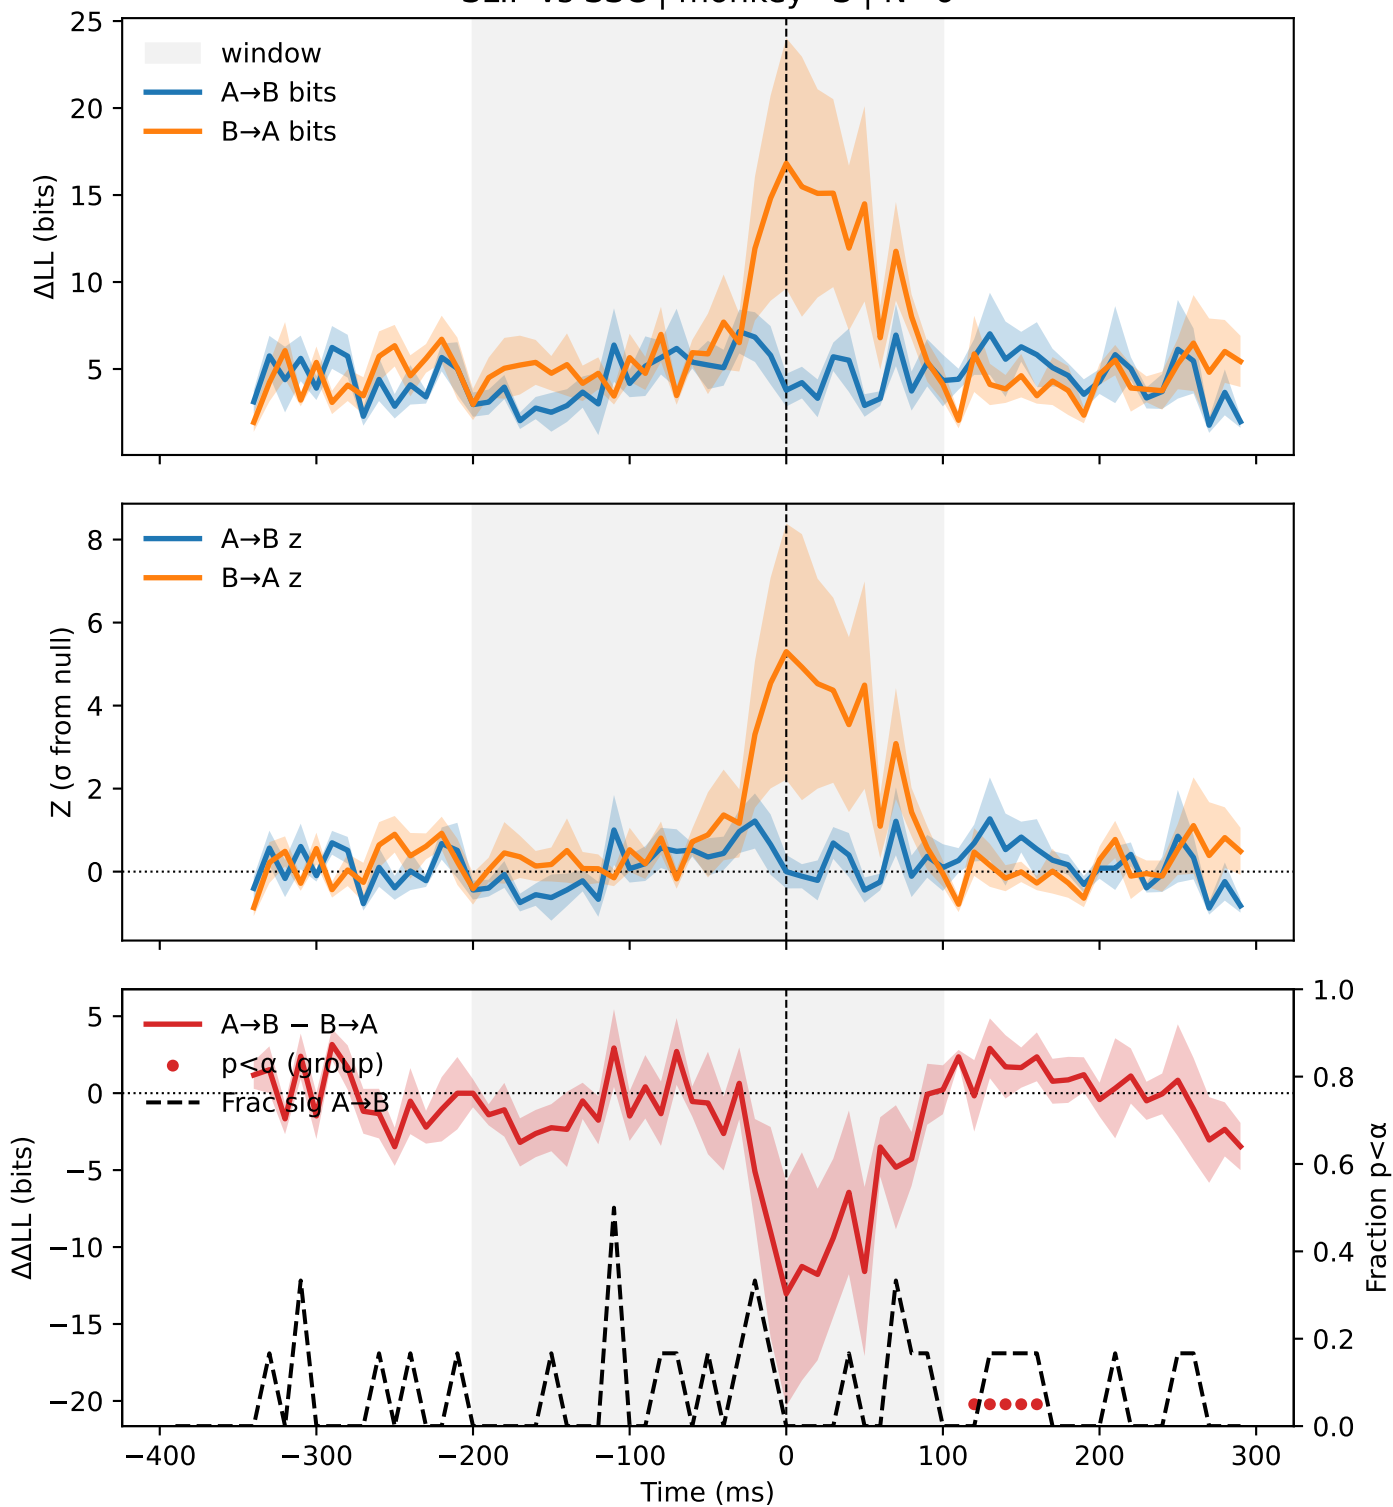 25
20
15
10
5
ΔLL (bits)
window
A→B bits
B→A bits
8
6
4
2
0
Z (σ from null)
A→B z
B→A z
5
0
−5
−10
−15
−20
ΔΔLL (bits)
A→B − B→A
p<α (group)
Frac sig A→B
1.0
0.8
0.6
0.4
0.2
0.0
Fraction p<α
−400
−300
−200
−100
0
100
200
300
Time (ms)